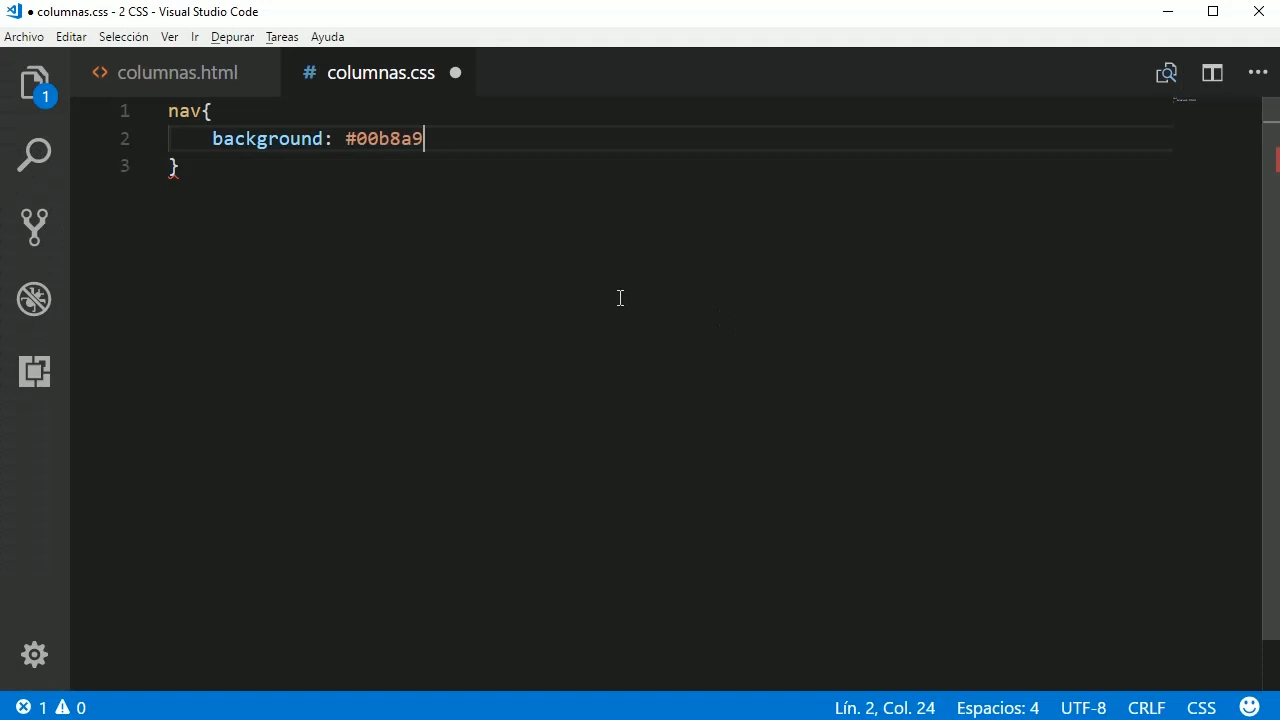 ● columnas.css - 2 CSS - Visual Studio Code
Archivo Editar Selección Ver Ir Depurar Tareas Ayuda
columnas.html # columnas.css ●
1
1 nav{
2 background: #00b8a9
3 }
1 0 Lín. 2, Col. 24 Espacios: 4 UTF-8 CRLF CSS